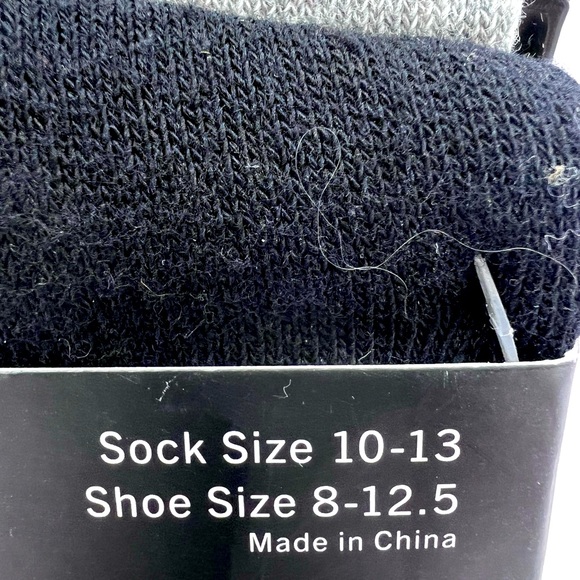 Sock Size 10-13
Shoe Size 8-12.5
Made in China